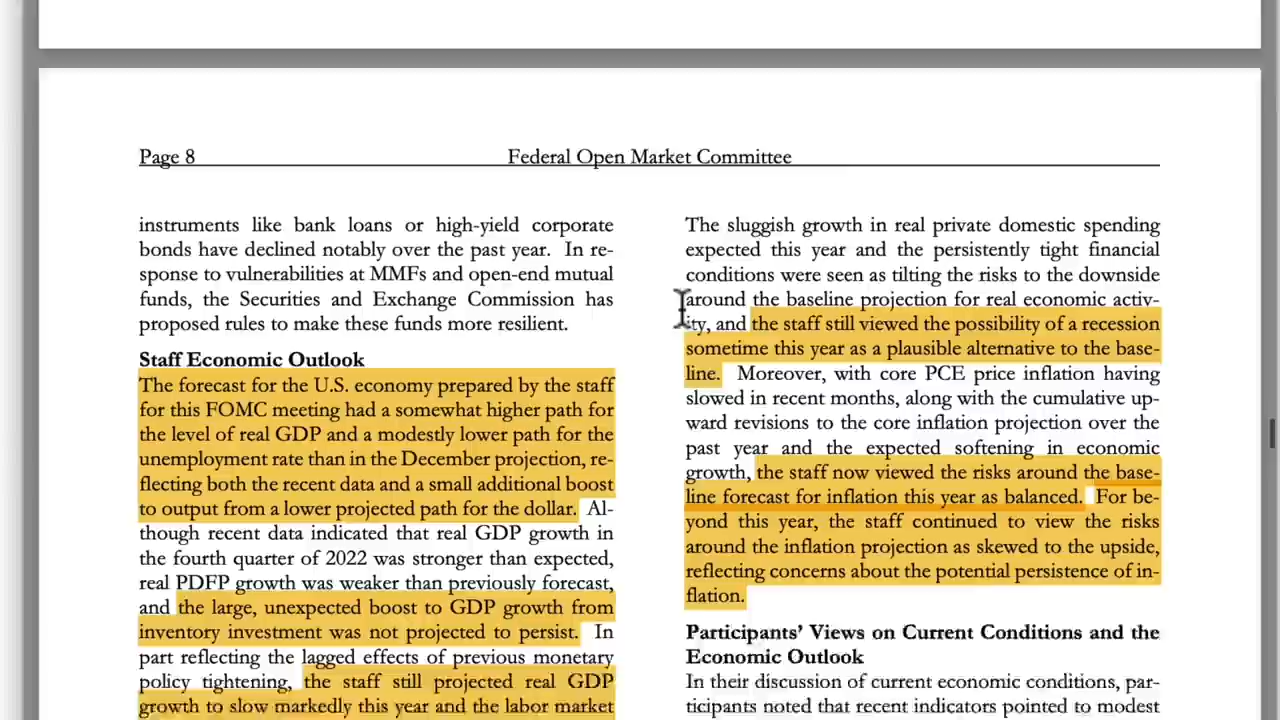 Page 8
Federal Open Market Committee
instruments like bank loans or high-yield corporate
bonds have declined notably over the past year. In re-
sponse to vulnerabilities at MMFs and open-end mutual
funds, the Securities and Exchange Commission has
proposed rules to make these funds more resilient.
Staff Economic Outlook
The forecast for the U.S. economy prepared by the staff
for this FOMC meeting had a somewhat higher path for
the level of real GDP and a modestly lower path for the
unemployment rate than in the December projection, re-
flecting both the recent data and a small additional boost
to output from a lower projected path for the dollar. Al-
though recent data indicated that real GDP growth in
the fourth quarter of 2022 was stronger than expected,
real PDFP growth was weaker than previously forecast,
and the large, unexpected boost to GDP growth from
inventory investment was not projected to persist. In
part reflecting the lagged effects of previous monetary
policy tightening, the staff still projected real GDP
growth to slow markedly this year and the labor market
The sluggish growth in real private domestic spending
expected this year and the persistently tight financial
conditions were seen as tilting the risks to the downside
around the baseline projection for real economic activ-
ity, and the staff still viewed the possibility of a recession
sometime this year as a plausible alternative to the base-
line. Moreover, with core PCE price inflation having
slowed in recent months, along with the cumulative up-
ward revisions to the core inflation projection over the
past year and the expected softening in economic
growth, the staff now viewed the risks around the base-
line forecast for inflation this year as balanced. For be-
yond this year, the staff continued to view the risks
around the inflation projection as skewed to the upside,
reflecting concerns about the potential persistence of in-
flation.
Participants' Views on Current Conditions and the
Economic Outlook
In their discussion of current economic conditions, par-
ticipants noted that recent indicators pointed to modest